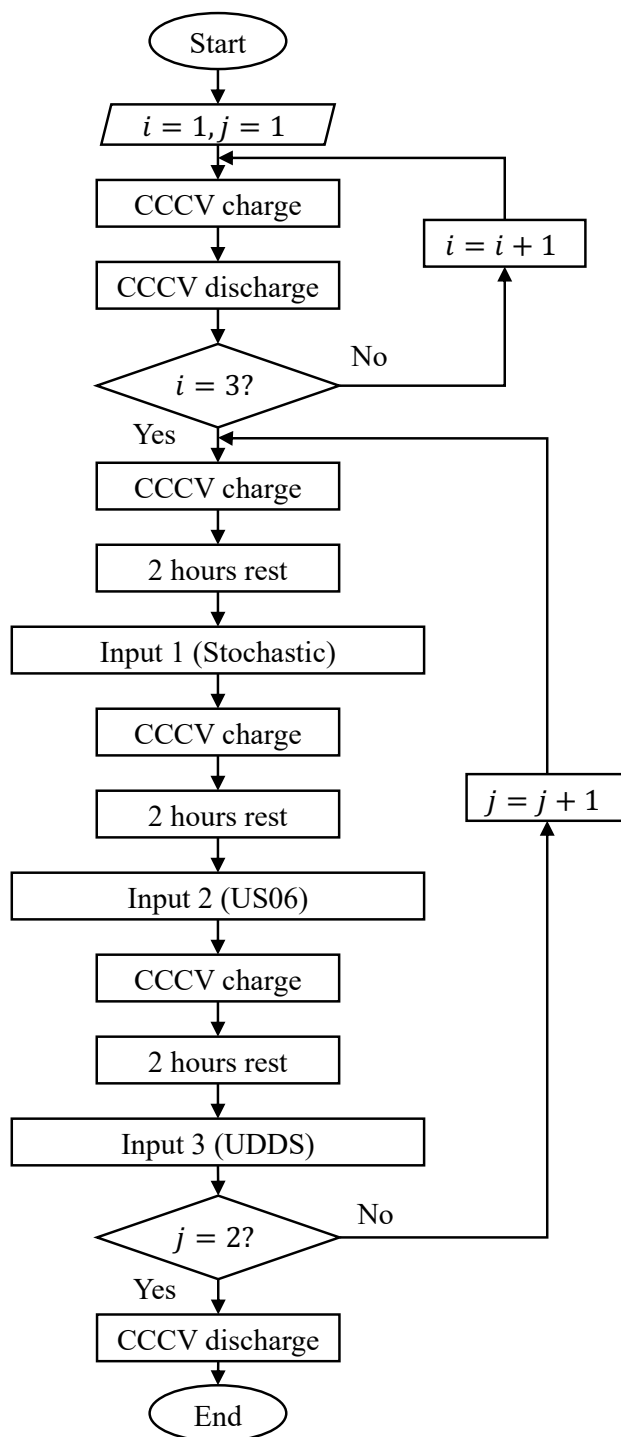 Start
i = 1, j = 1
CCCV charge
i = i + 1
CCCV discharge
No
i = 3?
Yes
CCCV charge
2 hours rest
Input 1 (Stochastic)
CCCV charge
j = j + 1
2 hours rest
Input 2 (US06)
CCCV charge
2 hours rest
Input 3 (UDDS)
No
j = 2?
Yes
CCCV discharge
End